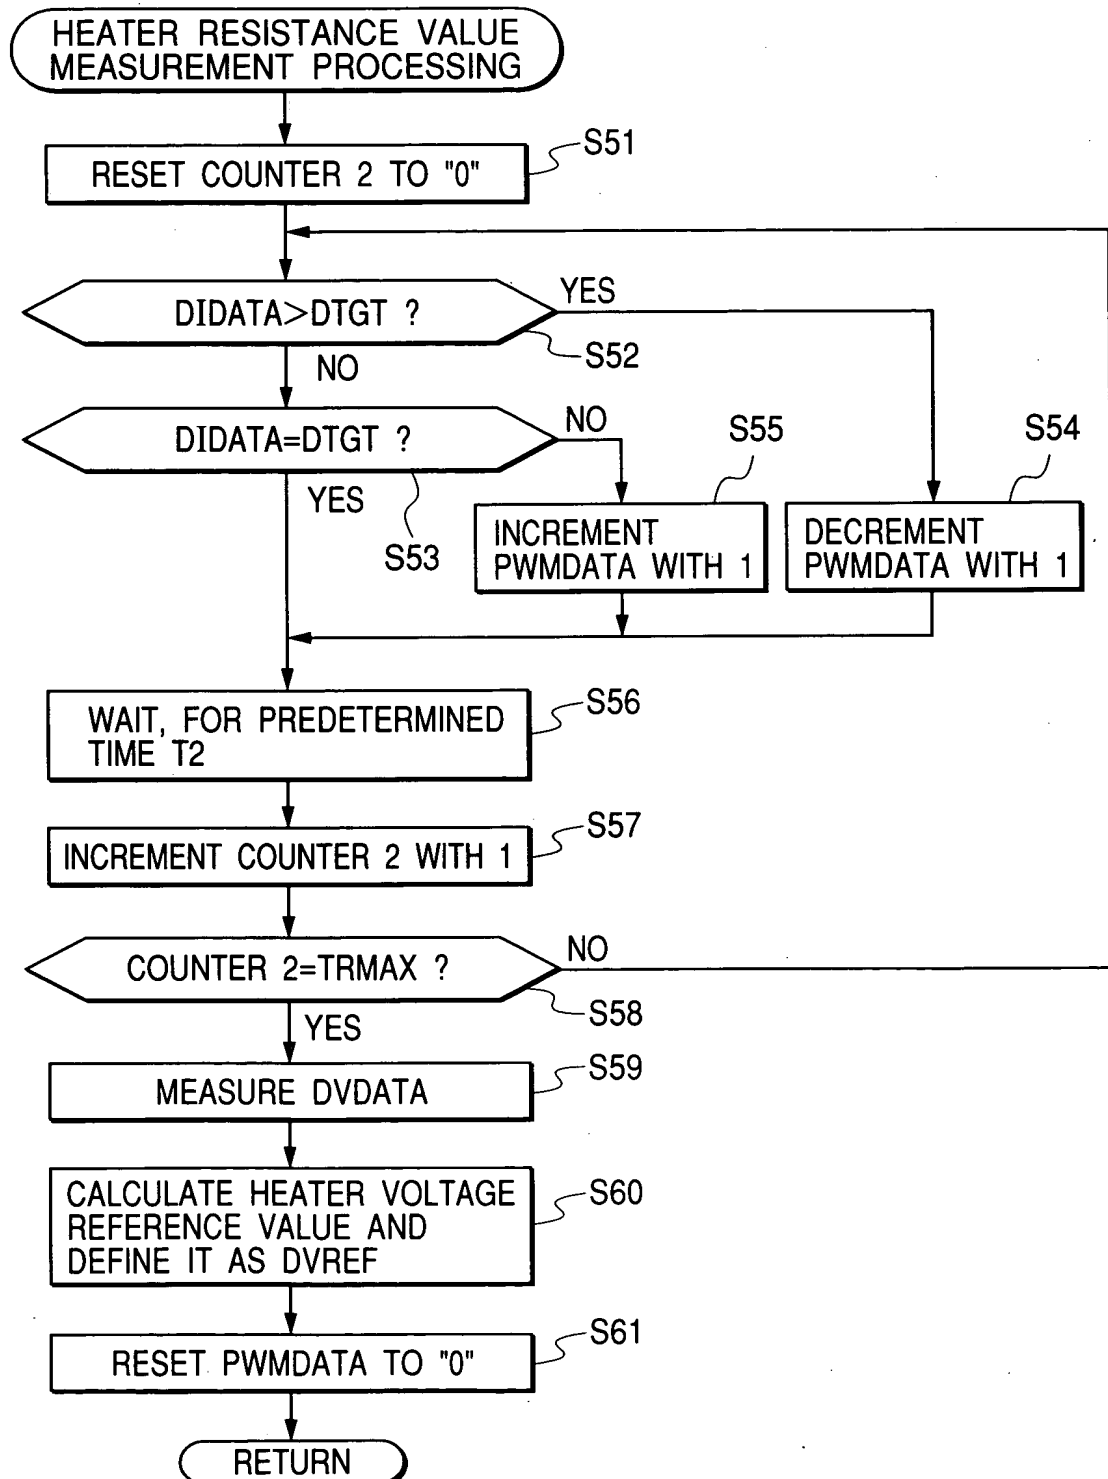 HEATER RESISTANCE VALUE
MEASUREMENT PROCESSING
S51
RESET COUNTER 2 TO "0"
DIDATA>DTGT ?
YES
S52
NO
DIDATA=DTGT ?
NO
YES
S53
S55
S54
INCREMENT
PWMDATA WITH 1
DECREMENT
PWMDATA WITH 1
S56
WAIT, FOR PREDETERMINED
TIME T2
S57
INCREMENT COUNTER 2 WITH 1
COUNTER 2=TRMAX ?
NO
S58
YES
S59
MEASURE DVDATA
S60
CALCULATE HEATER VOLTAGE
REFERENCE VALUE AND
DEFINE IT AS DVREF
S61
RESET PWMDATA TO "0"
RETURN